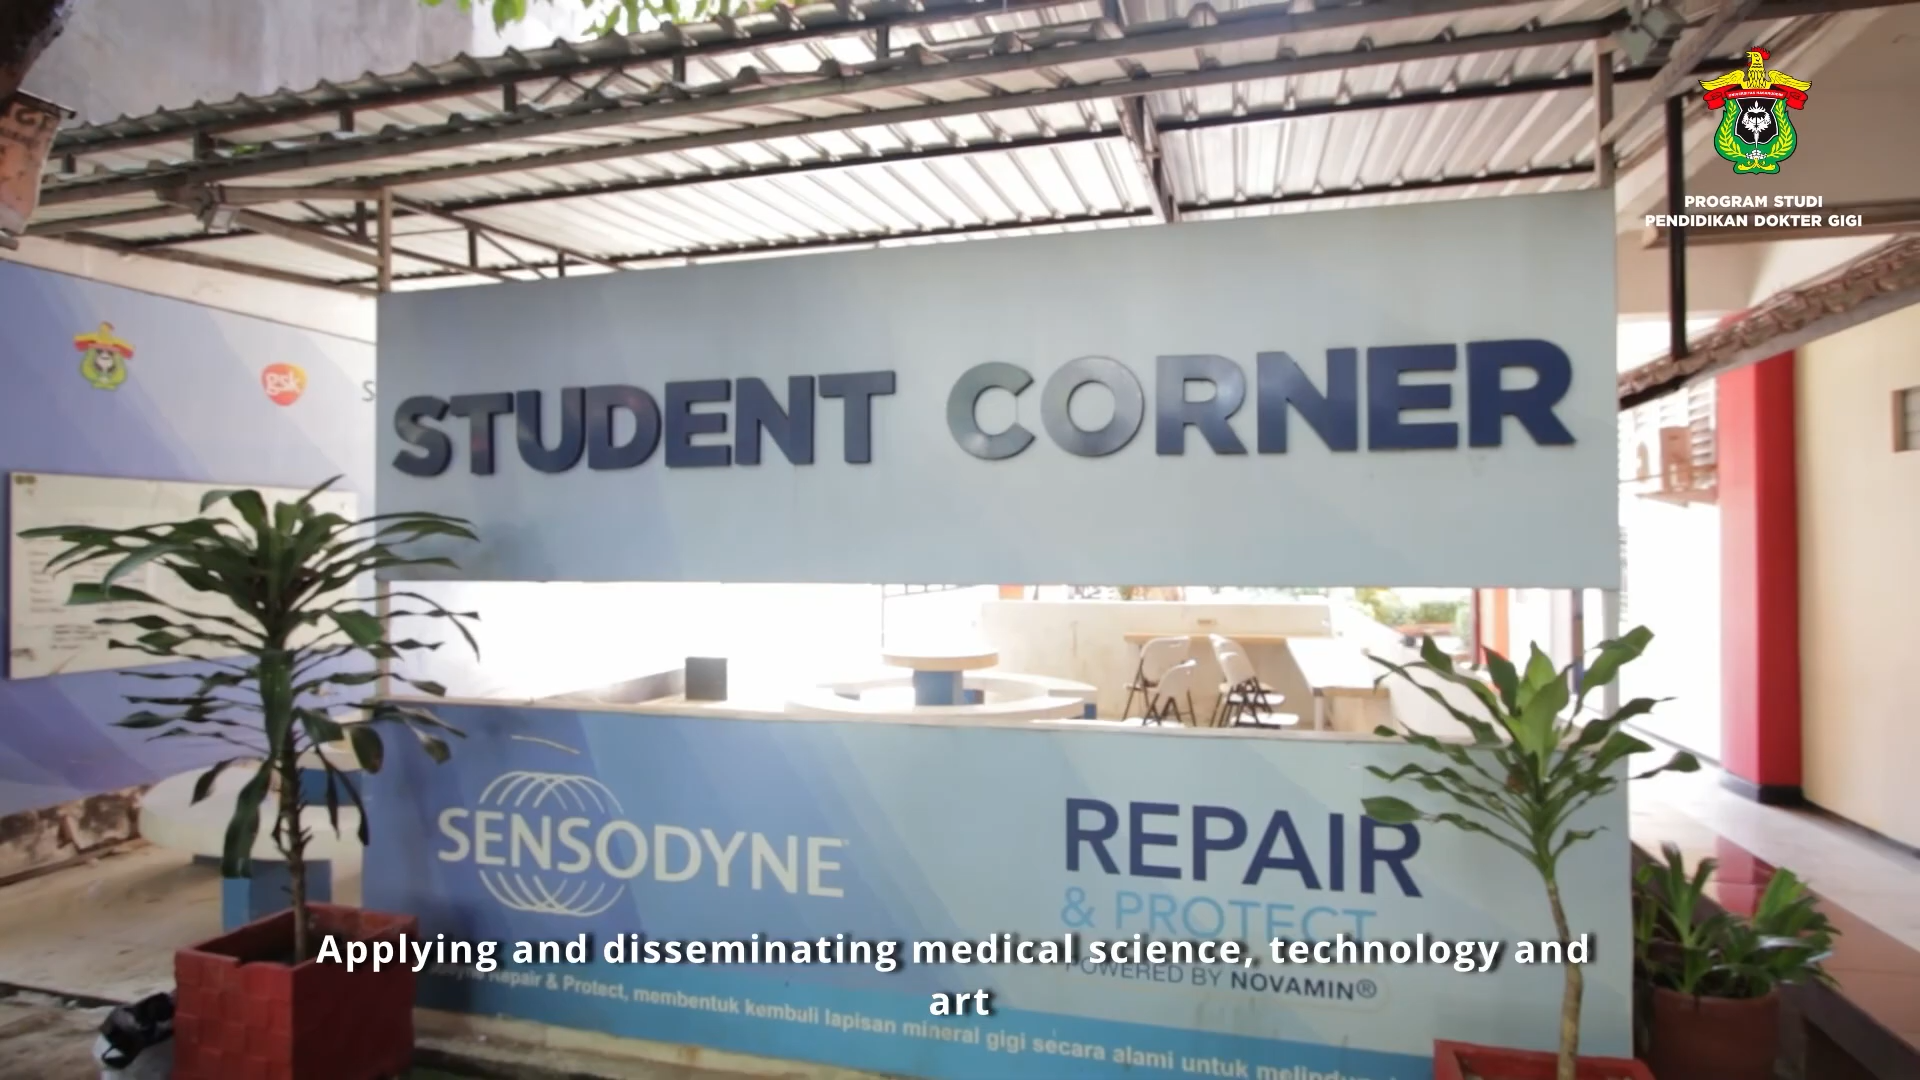 PROGRAM STUDI
PENDIDIKAN DOKTER GIGI
gsk
S
STUDENT CORNER
SENSODYNE
REPAIR
& PROTECT
POWERED BY NOVAMIN®
Repair & Protect, membentuk kembuli lapisan mineral gigi secara alami untuk
Applying and disseminating medical science, technology and
art